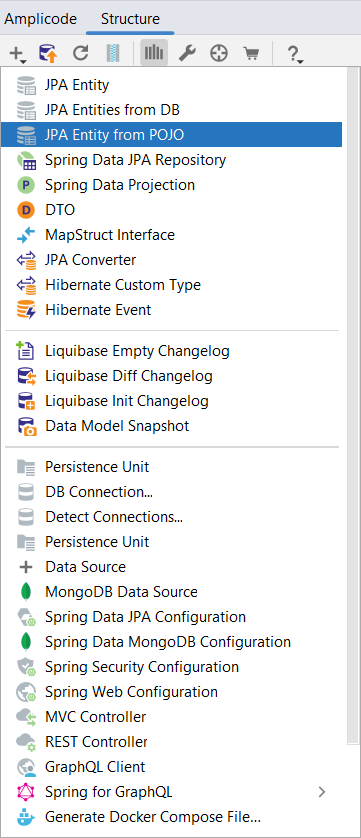 Amplicode Structure
?
JPA Entity
JPA Entities from DB
JPA Entity from POJO
Spring Data JPA Repository
P Spring Data Projection
D DTO
MapStruct Interface
JPA Converter
Hibernate Custom Type
Hibernate Event
Liquibase Empty Changelog
Liquibase Diff Changelog
Liquibase Init Changelog
Data Model Snapshot
Persistence Unit
DB Connection...
Detect Connections...
Persistence Unit
Data Source
MongoDB Data Source
Spring Data JPA Configuration
Spring Data MongoDB Configuration
Spring Security Configuration
Spring Web Configuration
MVC Controller
REST Controller
GraphQL Client
Spring for GraphQL
Generate Docker Compose File...